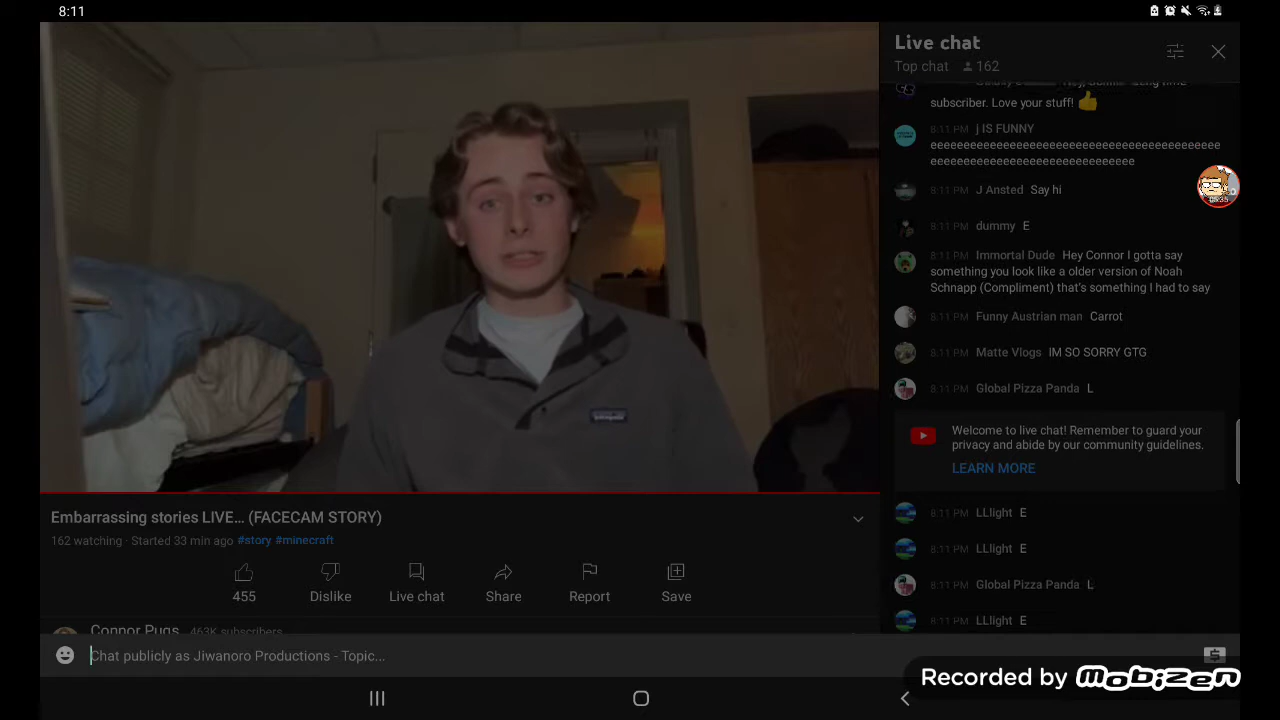 8:11
Live chat
Top chat 162
subscriber. Love your stuff!
8:11 PM j IS FUNNY
eeeeeeeeeeeeeeeeeeeeeeeeeeeeeeeeeeeeeeeee
eeeeeeeeeeeeeeeeeeeeeeeeeeeee
8:11 PM J Ansted Say hi
05:35
8:11 PM dummy E
8:11 PM Immortal Dude Hey Connor I gotta say
something you look like a older version of Noah
Schnapp (Compliment) that's something I had to say
8:11 PM Funny Austrian man Carrot
8:11 PM Matte Vlogs IM SO SORRY GTG
8:11 PM Global Pizza Panda L
Welcome to live chat! Remember to guard your
privacy and abide by our community guidelines.
LEARN MORE
8:11 PM LLlight E
8:11 PM LLlight E
8:11 PM Global Pizza Panda L
8:11 PM LLlight E
Embarrassing stories LIVE... (FACECAM STORY)
162 watching · Started 33 min ago #story #minecraft
455 Dislike Live chat Share Report Save
Connor Pugs 463K subscribers
Chat publicly as Jiwanoro Productions - Topic...
Recorded by Mobizen